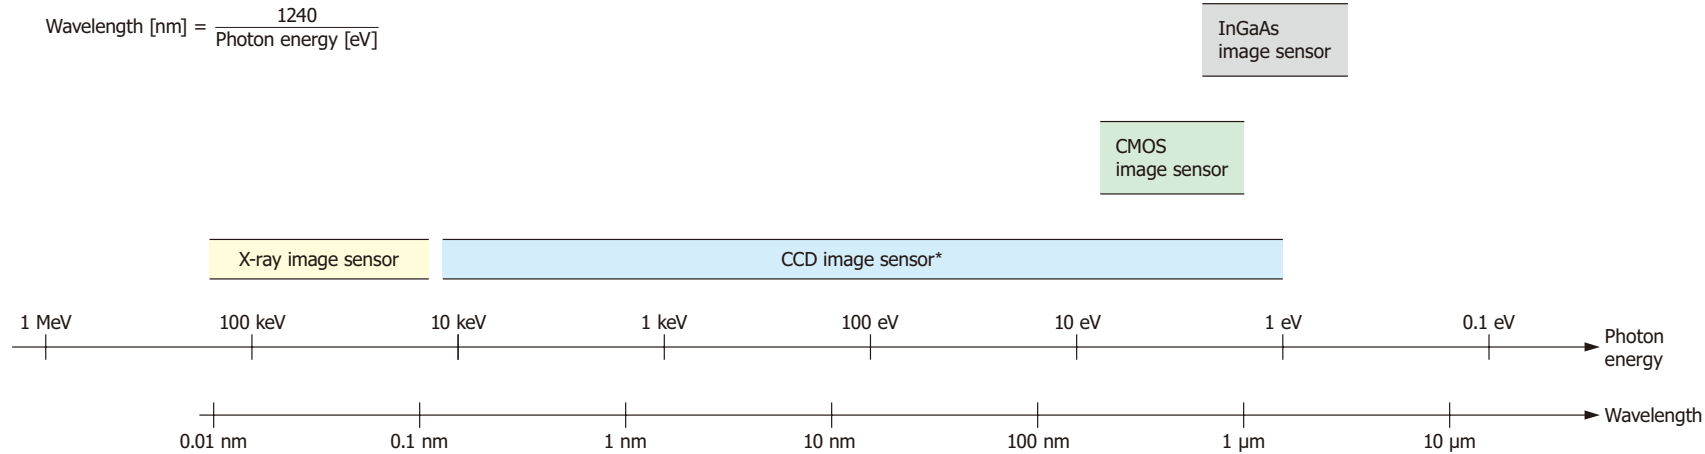 Wavelength [nm] = 1240
Photon energy [eV]
InGaAs
image sensor
CMOS
image sensor
X-ray image sensor
CCD image sensor*
1 MeV
100 keV
10 keV
1 keV
100 eV
10 eV
1 eV
0.1 eV
Photon
energy
0.01 nm
0.1 nm
1 nm
10 nm
100 nm
1 µm
10 µm
Wavelength